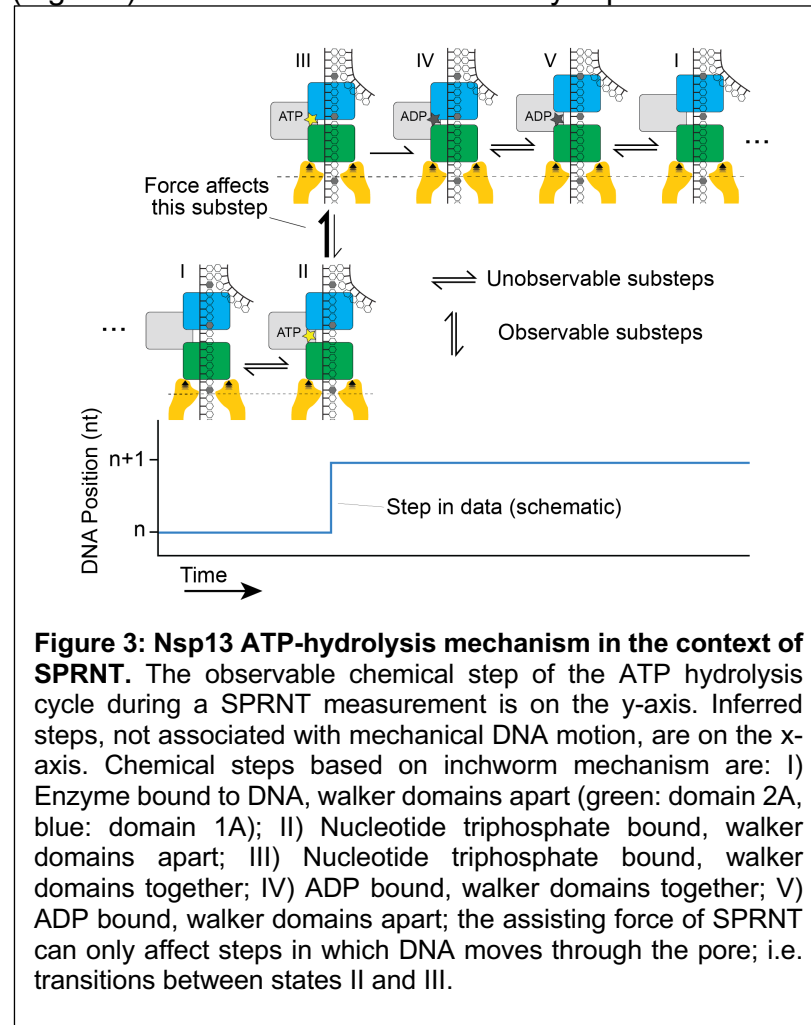 III IV V I
ATP ADP ADP
...
Force affects
this substep
I II
Unobservable substeps
...
ATP
Observable substeps
DNA Position (nt)
n+1
Step in data (schematic)
n
Time
Figure 3: Nsp13 ATP-hydrolysis mechanism in the context of
SPRNT. The observable chemical step of the ATP hydrolysis
cycle during a SPRNT measurement is on the y-axis. Inferred
steps, not associated with mechanical DNA motion, are on the x-
axis. Chemical steps based on inchworm mechanism are: I)
Enzyme bound to DNA, walker domains apart (green: domain 2A,
blue: domain 1A); II) Nucleotide triphosphate bound, walker
domains apart; III) Nucleotide triphosphate bound, walker
domains together; IV) ADP bound, walker domains together; V)
ADP bound, walker domains apart; the assisting force of SPRNT
can only affect steps in which DNA moves through the pore; i.e.
transitions between states II and III.